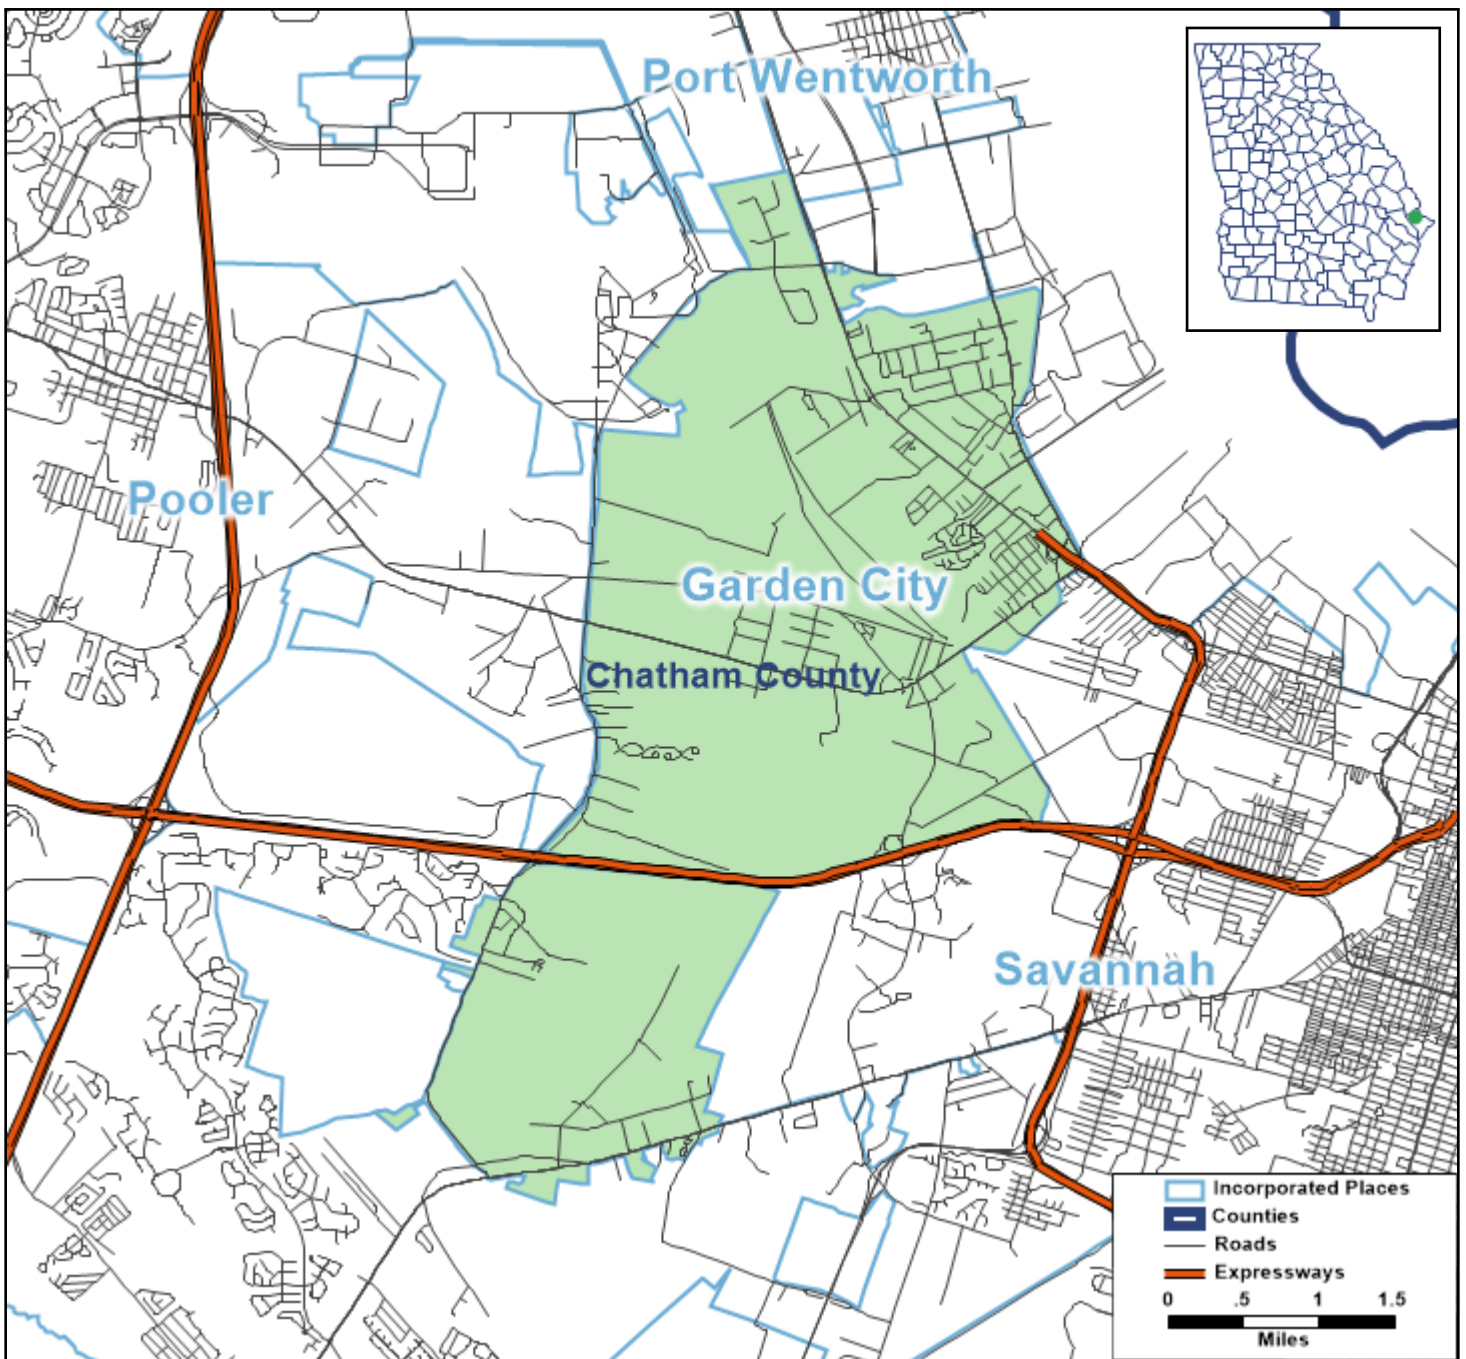 Port Wentworth
Pooler
Garden City
Chatham County
Savannah
Incorporated Places
Counties
Roads
Expressways
0 .5 1 1.5
Miles